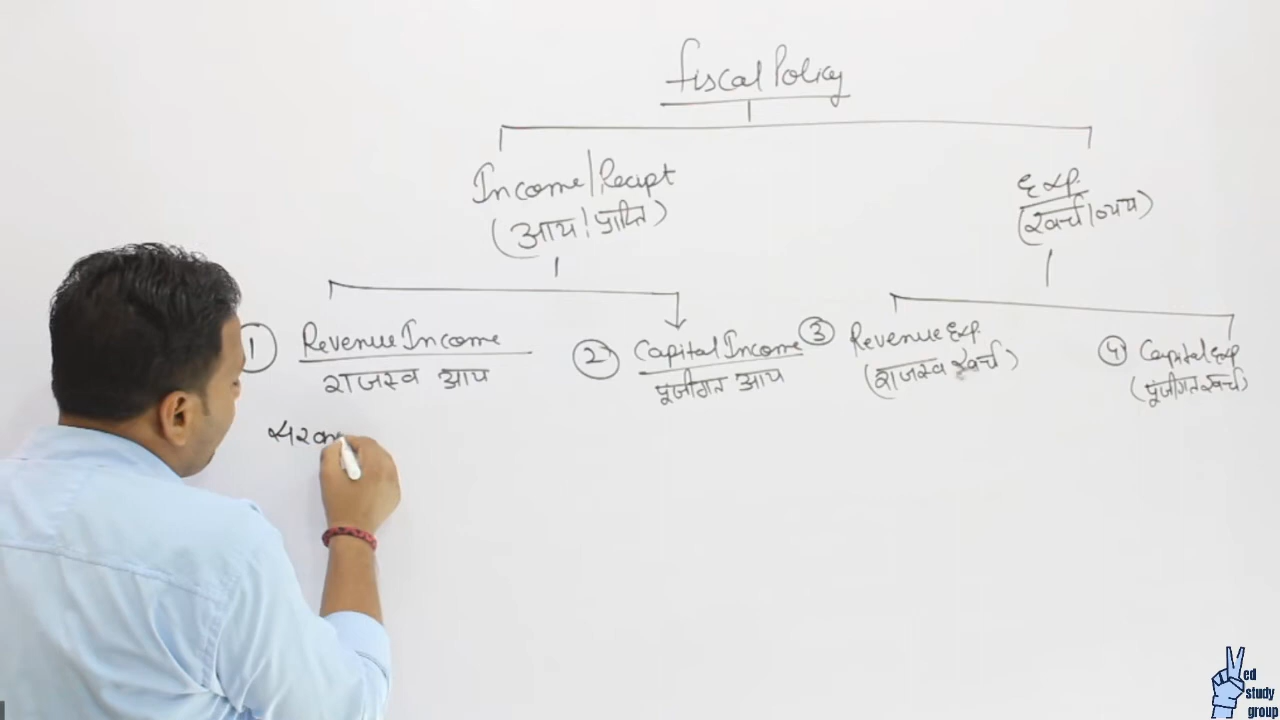 Fiscal Policy
Income/Recipt
(आय/प्राप्ति)
Exp.
(खर्च/व्यय)
1 Revenue Income
राजस्व आय
2 Capital Income
पूंजीगत आय
3 Revenue Exp.
(राजस्व खर्च)
4 Capital Exp
(पूंजीगत खर्च)
Ved
study
group